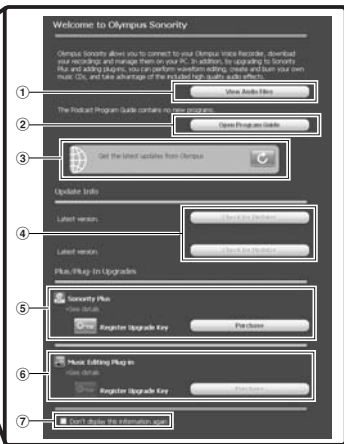 Welcome to Olympus Sonority
Olympus Sonority allows you to connect to your Olympus Voice Recorder, download
your recordings and manage them on your PC. In addition, by upgrading to Sonority
Plus and adding plug-ins, you can perform waveform editing, create and burn your own
music CDs, and take advantage of the included high quality audio effects.
① View Audio Files
The Podcast Program Guide contains no new programs.
② Open Program Guide
③ Get the latest updates from Olympus
Update Info
④
Latest version. Check for Updates
Latest version. Check for Updates
Plus/Plug-In Upgrades
⑤ Sonority Plus
»See details
Register Upgrade Key Purchase
⑥ Music Editing Plug-in
»See details
Register Upgrade Key Purchase
⑦ Don't display this information again